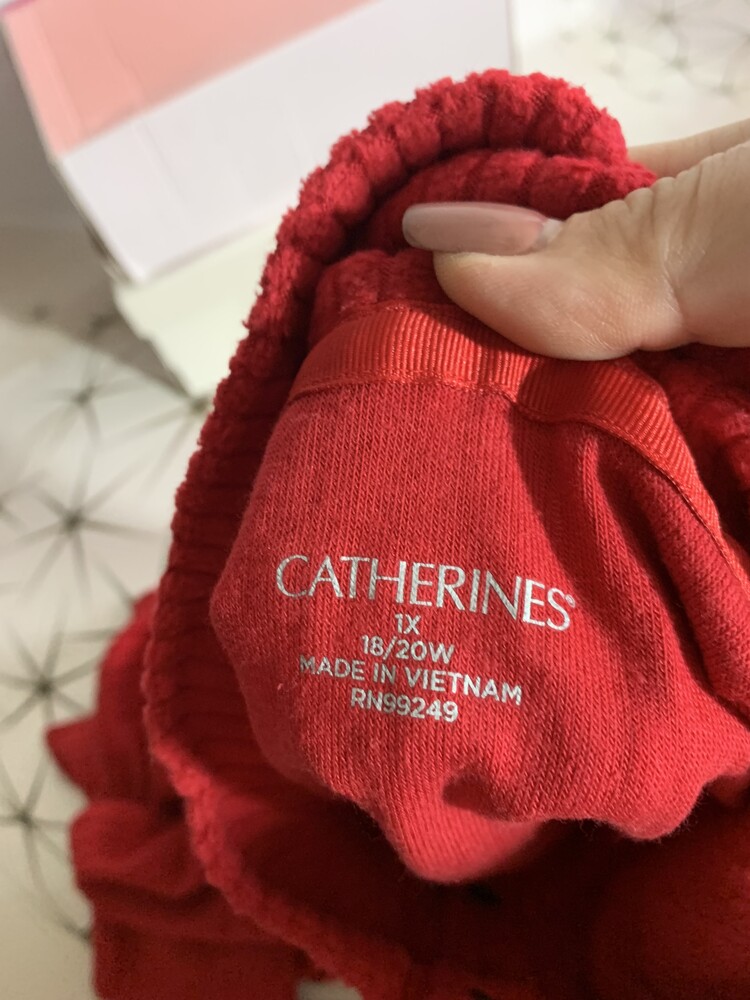 CATHERINES®
1X
18/20W
MADE IN VIETNAM
RN99249